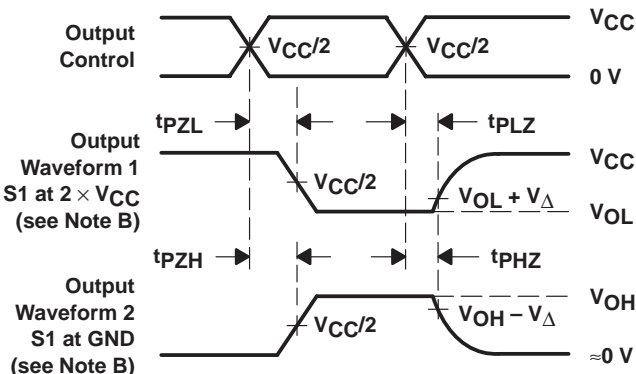 Output
Control
VCC/2
VCC/2
VCC
0 V
tPZL
tPLZ
Output
Waveform 1
S1 at 2 × VCC
(see Note B)
VCC/2
VOL + VΔ
VCC
VOL
tPZH
tPHZ
Output
Waveform 2
S1 at GND
(see Note B)
VCC/2
VOH − VΔ
VOH
≈0 V